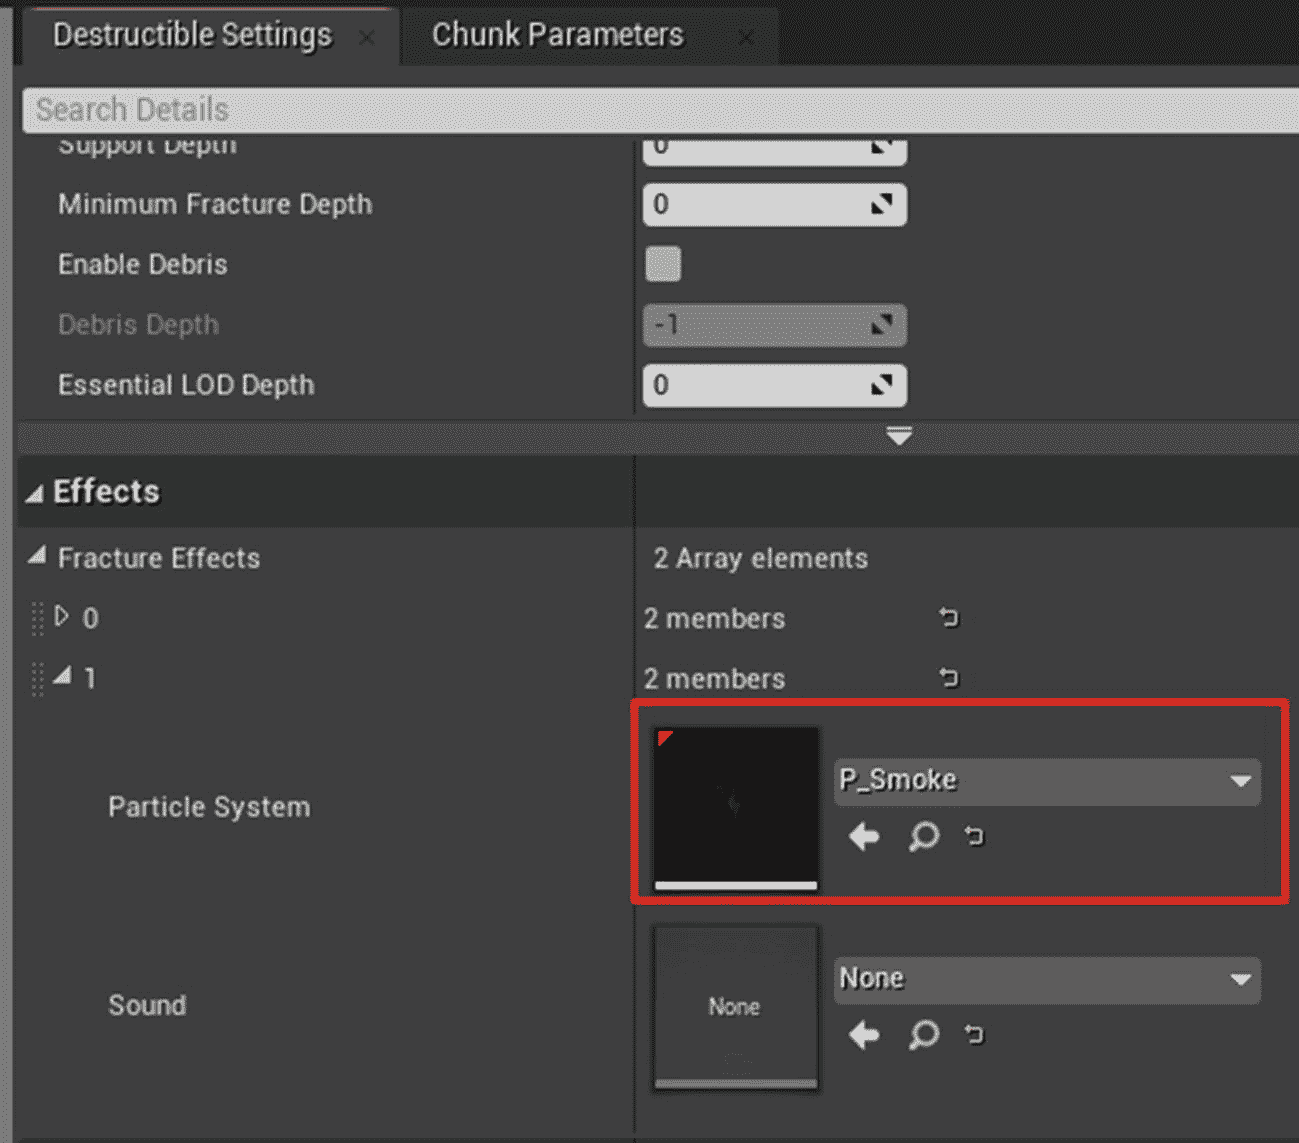 Destructible Settings
Chunk Parameters
Search Details
Support Depth 0
Minimum Fracture Depth 0
Enable Debris
Debris Depth -1
Essential LOD Depth 0
Effects
Fracture Effects 2 Array elements
0 2 members
1 2 members
Particle System P_Smoke
Sound None None